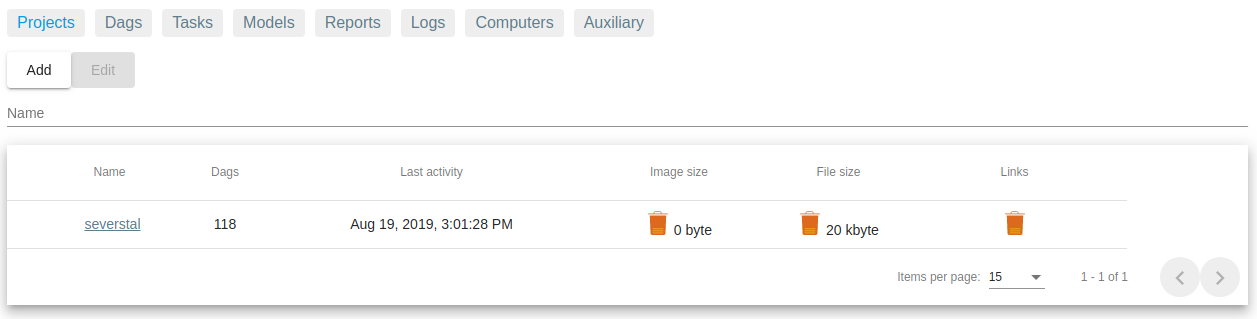 Projects Dags Tasks Models Reports Logs Computers Auxiliary
Add Edit
Name
Name Dags Last activity Image size File size Links
severstal 118 Aug 19, 2019, 3:01:28 PM 0 byte 20 kbyte
Items per page: 15 1 - 1 of 1